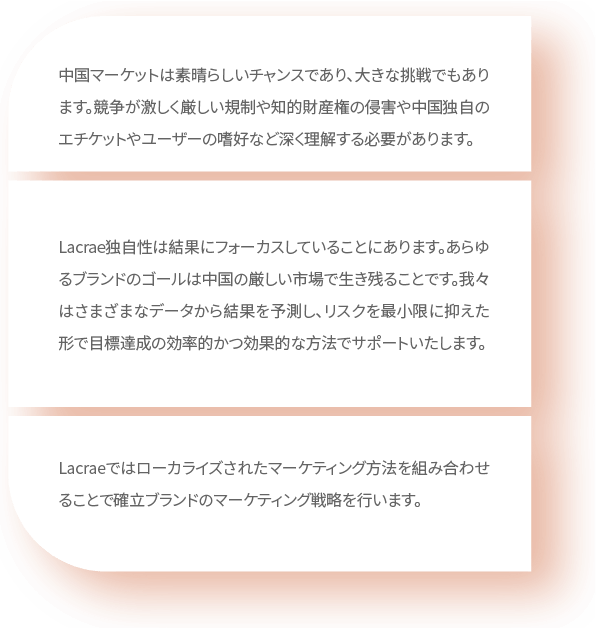 中国マーケットは素晴らしいチャンスであり、大きな挑戦でもあり
ます。競争が激しく厳しい規制や知的財産権の侵害や中国独自の
エチケットやユーザーの嗜好など深く理解する必要があります。
Lacrae独自性は結果にフォーカスしていることにあります。あらゆ
るブランドのゴールは中国の厳しい市場で生き残ることです。我々
はさまざまなデータから結果を予測し、リスクを最小限に抑えた
形で目標達成の効率的かつ効果的な方法でサポートいたします。
Lacraeではローカライズされたマーケティング方法を組み合わせ
ることで確立ブランドのマーケティング戦略を行います。